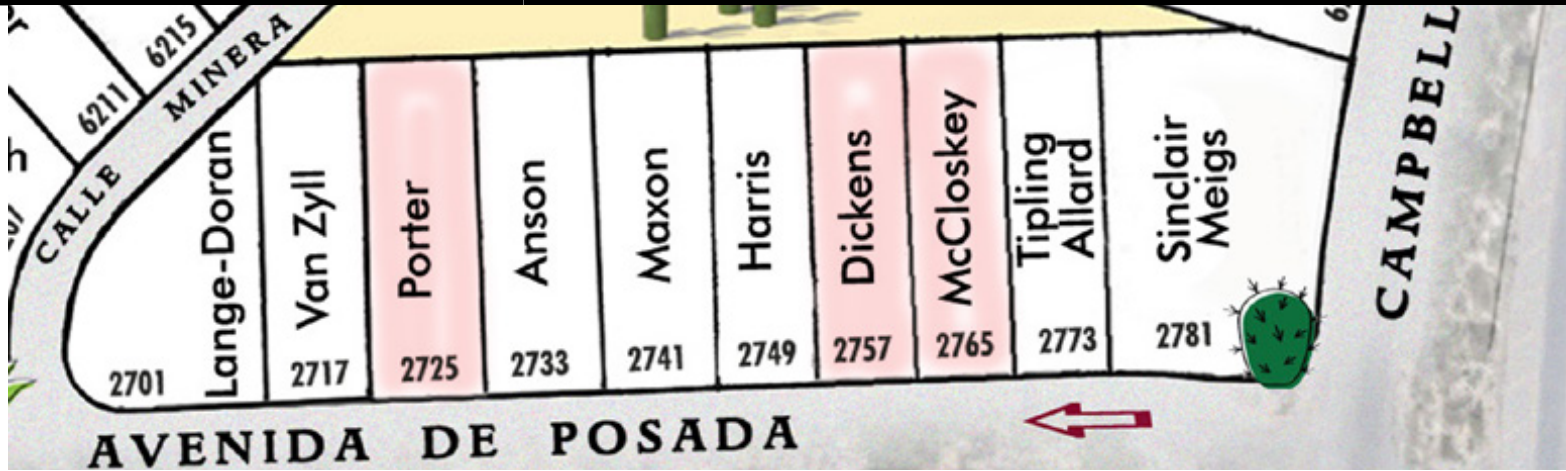 6215
6211
CALLE MINERA
Lange-Doran
2701
Van Zyll
2717
Porter
2725
Anson
2733
Maxon
2741
Harris
2749
Dickens
2757
McCloskey
2765
Tipling
Allard
2773
Sinclair
Meigs
2781
CAMPBELL
AVENIDA DE POSADA